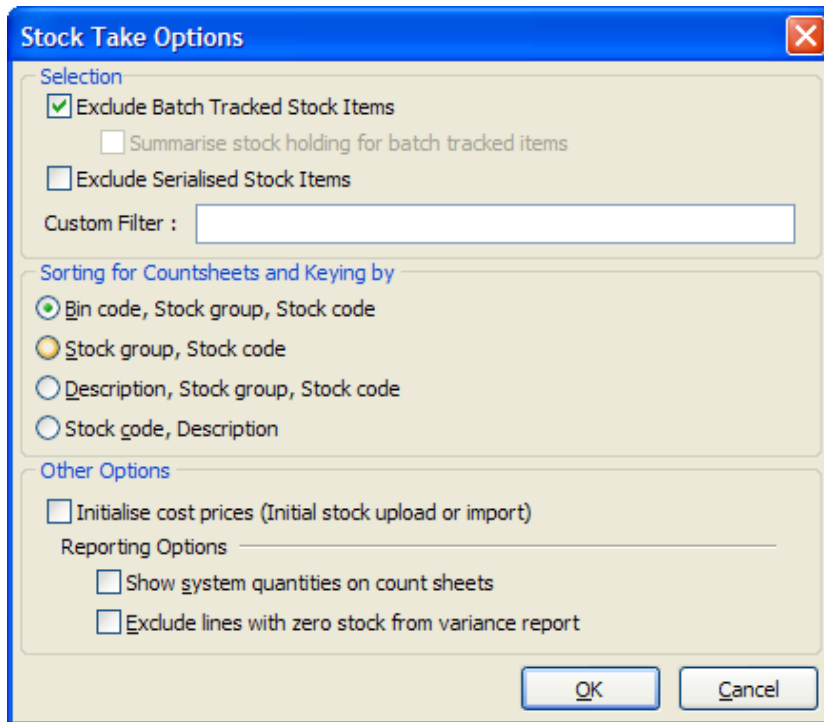 Stock Take Options
Selection
Exclude Batch Tracked Stock Items
Summarise stock holding for batch tracked items
Exclude Serialised Stock Items
Custom Filter :
Sorting for Countsheets and Keying by
Bin code, Stock group, Stock code
Stock group, Stock code
Description, Stock group, Stock code
Stock code, Description
Other Options
Initialise cost prices (Initial stock upload or import)
Reporting Options
Show system quantities on count sheets
Exclude lines with zero stock from variance report
OK Cancel